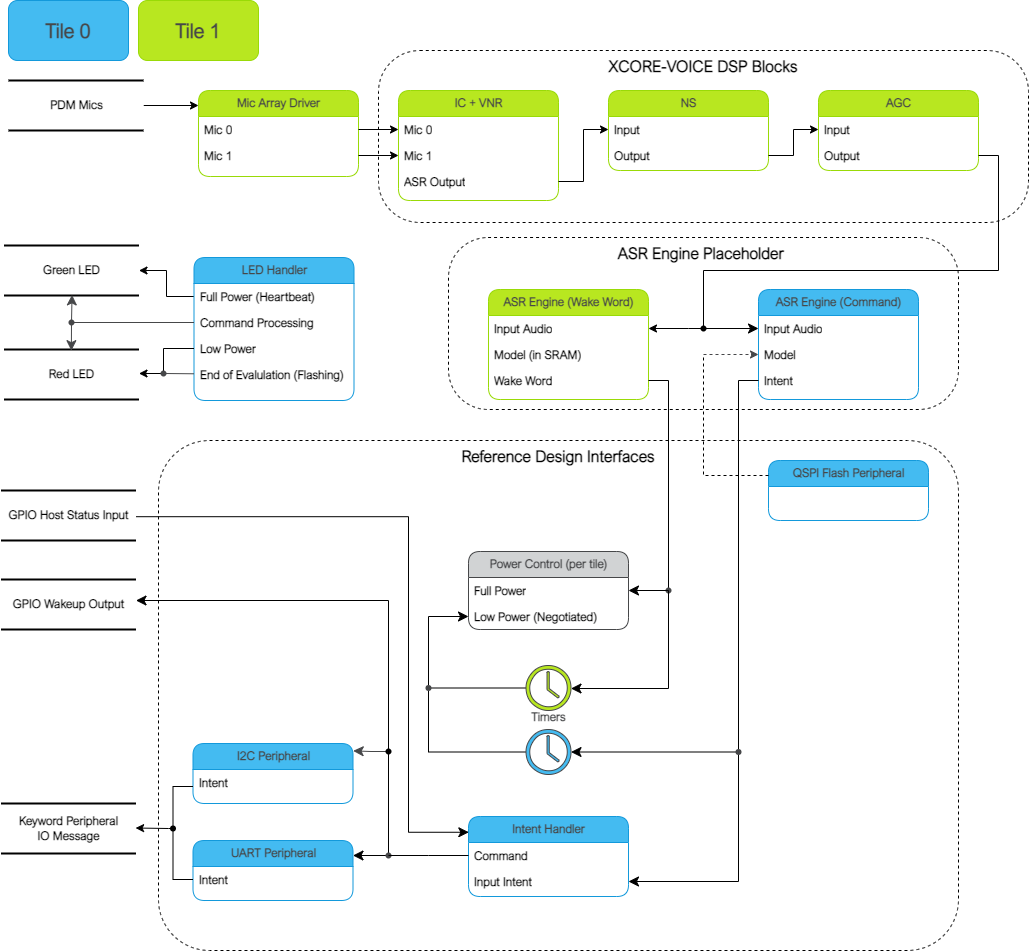 Tile 0
Tile 1
XCORE-VOICE DSP Blocks
PDM Mics
Mic Array Driver
Mic 0
Mic 1
IC + VNR
Mic 0
Mic 1
ASR Output
NS
Input
Output
AGC
Input
Output
Green LED
Red LED
LED Handler
Full Power (Heartbeat)
Command Processing
Low Power
End of Evalulation (Flashing)
ASR Engine Placeholder
ASR Engine (Wake Word)
Input Audio
Model (in SRAM)
Wake Word
ASR Engine (Command)
Input Audio
Model
Intent
Reference Design Interfaces
QSPI Flash Peripheral
GPIO Host Status Input
GPIO Wakeup Output
Power Control (per tile)
Full Power
Low Power (Negotiated)
Timers
I2C Peripheral
Intent
Keyword Peripheral
IO Message
UART Peripheral
Intent
Intent Handler
Command
Input Intent